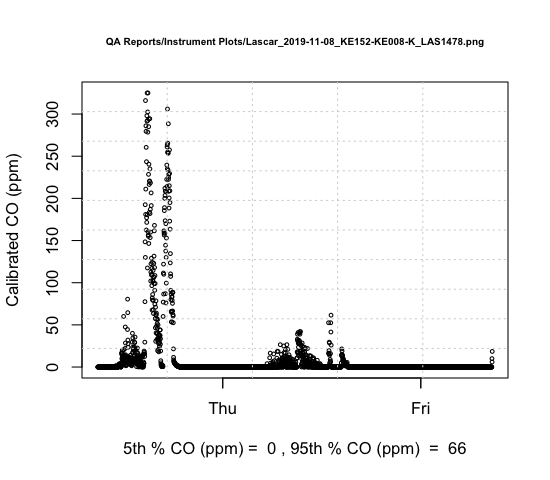 QA Reports/Instrument Plots/Lascar_2019-11-08_KE152-KE008-K_LAS1478.png
Calibrated CO (ppm)
300
250
200
150
100
50
0
Thu Fri
5th % CO (ppm) = 0 , 95th % CO (ppm) = 66